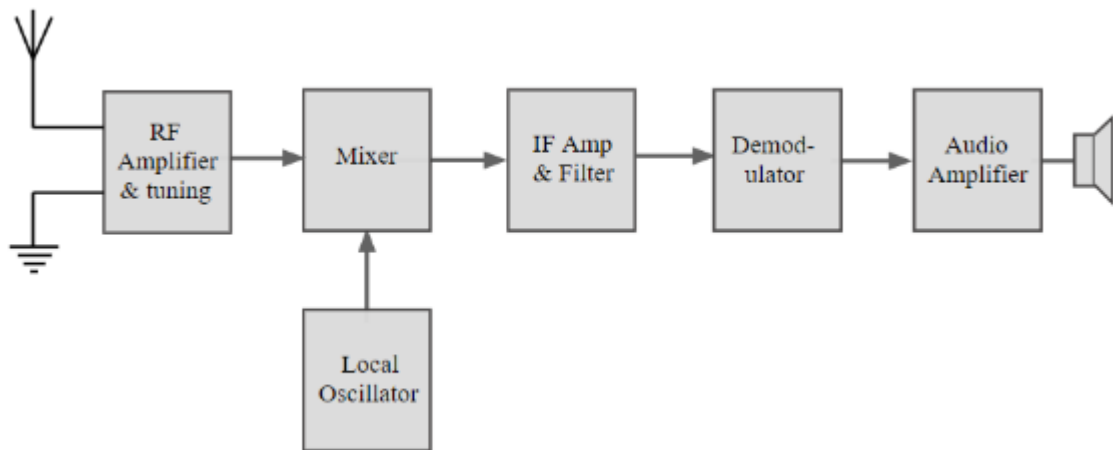 RF
Amplifier
& tuning
Mixer
IF Amp
& Filter
Demod-
ulator
Audio
Amplifier
Local
Oscillator